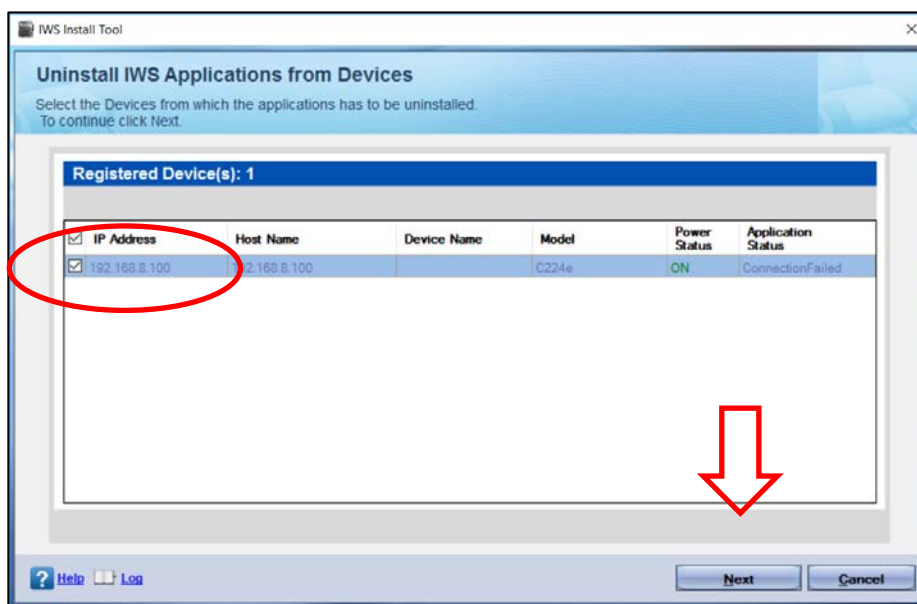 IWS Install Tool
Uninstall IWS Applications from Devices
Select the Devices from which the applications has to be uninstalled.
To continue click Next.
Registered Device(s): 1
IP Address Host Name Device Name Model Power Status Application Status
192.168.8.100 192.168.8.100 C224e ON ConnectionFailed
? Help Log Next Cancel